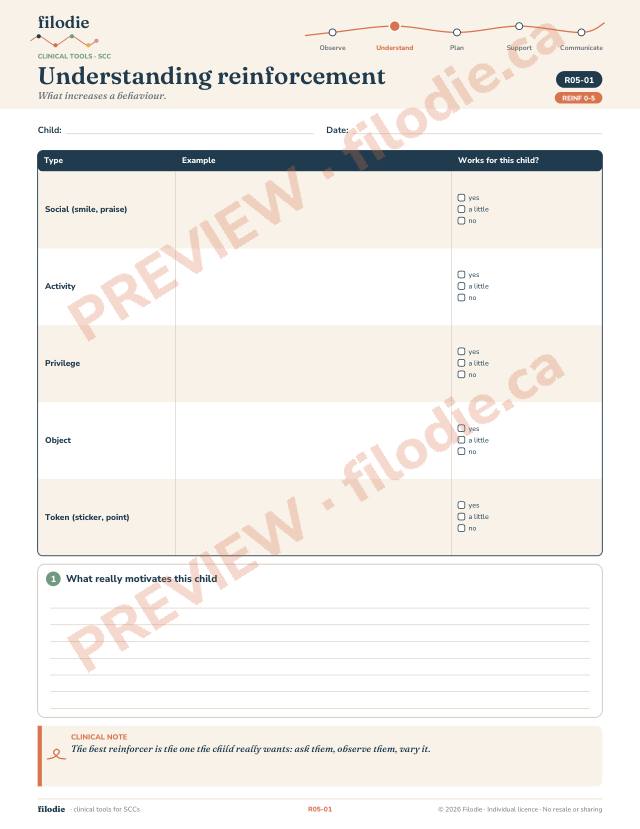 filodie
Observe Understand Plan Support Communicate
CLINICAL TOOLS · SCC
Understanding reinforcement
What increases a behaviour.
R05-01
REINF 0-5
Child: Date:
Type Example Works for this child?
Social (smile, praise)
yes
a little
no
Activity
yes
a little
no
Privilege
yes
a little
no
Object
yes
a little
no
Token (sticker, point)
yes
a little
no
1 What really motivates this child
CLINICAL NOTE
The best reinforcer is the one the child really wants: ask them, observe them, vary it.
filodie · clinical tools for SCCs R05-01 © 2026 Filodie · Individual licence · No resale or sharing
PREVIEW · filodie.ca
PREVIEW · filodie.ca